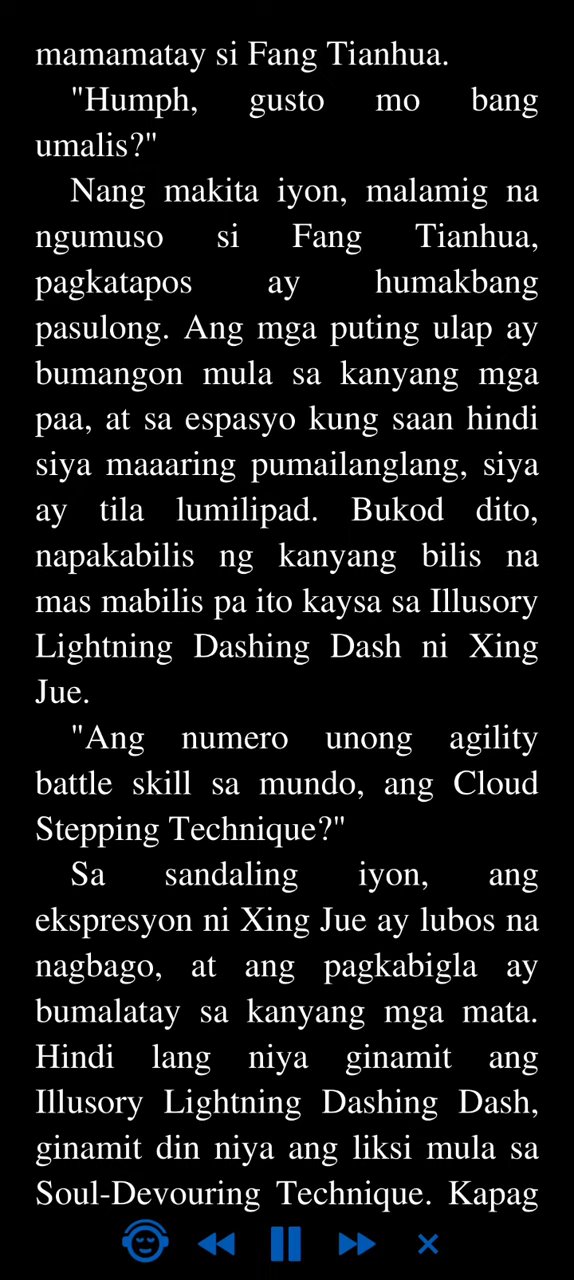 mamamatay si Fang Tianhua.
"Humph, gusto mo bang
umalis?"
Nang makita iyon, malamig na
ngumuso si Fang Tianhua,
pagkatapos ay humakbang
pasulong. Ang mga puting ulap ay
bumangon mula sa kanyang mga
paa, at sa espasyo kung saan hindi
siya maaaring pumailanglang, siya
ay tila lumilipad. Bukod dito,
napakabilis ng kanyang bilis na
mas mabilis pa ito kaysa sa Illusory
Lightning Dashing Dash ni Xing
Jue.
"Ang numero unong agility
battle skill sa mundo, ang Cloud
Stepping Technique?"
Sa sandaling iyon, ang
ekspresyon ni Xing Jue ay lubos na
nagbago, at ang pagkabigla ay
bumalatay sa kanyang mga mata.
Hindi lang niya ginamit ang
Illusory Lightning Dashing Dash,
ginamit din niya ang liksi mula sa
Soul-Devouring Technique. Kapag